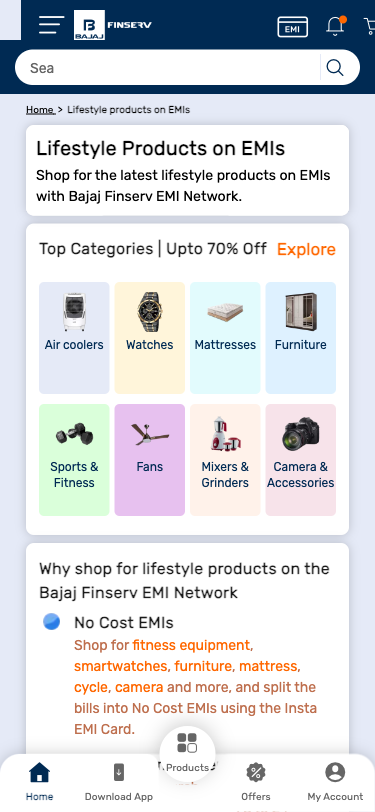 B
BAJAJ
FINSERV
EMI
Sea
Home > Lifestyle products on EMIs
Lifestyle Products on EMIs
Shop for the latest lifestyle products on EMIs
with Bajaj Finserv EMI Network.
Top Categories | Upto 70% Off Explore
Air coolers Watches Mattresses Furniture
Sports & Fans Mixers & Camera &
Fitness Grinders Accessories
Why shop for lifestyle products on the
Bajaj Finserv EMI Network
No Cost EMIs
Shop for fitness equipment,
smartwatches, furniture, mattress,
cycle, camera and more, and split the
bills into No Cost EMIs using the Insta
EMI Card.
Products
Home Download App Offers My Account